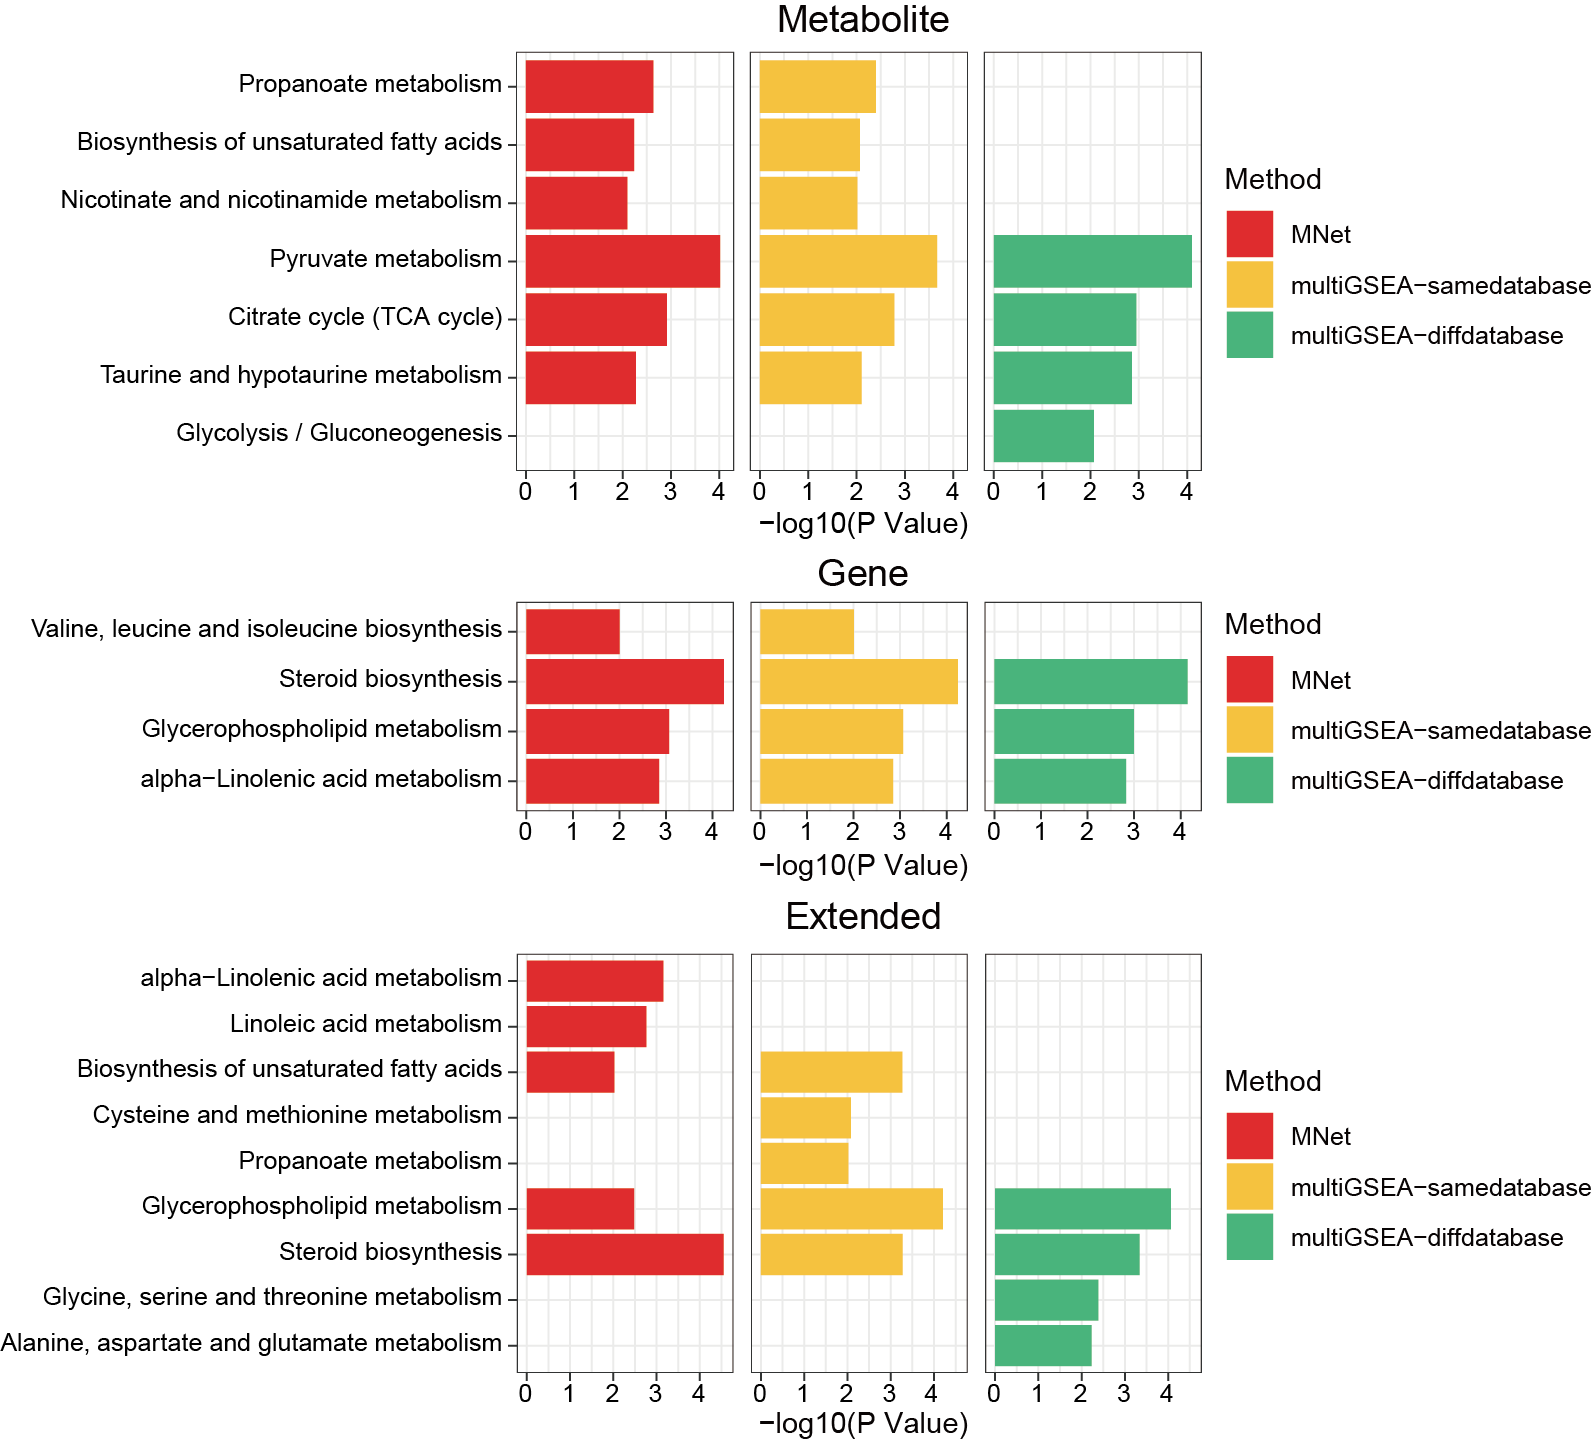 Metabolite
Propanoate metabolism
Biosynthesis of unsaturated fatty acids
Nicotinate and nicotinamide metabolism
Pyruvate metabolism
Citrate cycle (TCA cycle)
Taurine and hypotaurine metabolism
Glycolysis / Gluconeogenesis
0 1 2 3 4 0 1 2 3 4 0 1 2 3 4
−log10(P Value)
Method
MNet
multiGSEA−samedatabase
multiGSEA−diffdatabase
Gene
Valine, leucine and isoleucine biosynthesis
Steroid biosynthesis
Glycerophospholipid metabolism
alpha−Linolenic acid metabolism
0 1 2 3 4 0 1 2 3 4 0 1 2 3 4
−log10(P Value)
Method
MNet
multiGSEA−samedatabase
multiGSEA−diffdatabase
Extended
alpha−Linolenic acid metabolism
Linoleic acid metabolism
Biosynthesis of unsaturated fatty acids
Cysteine and methionine metabolism
Propanoate metabolism
Glycerophospholipid metabolism
Steroid biosynthesis
Glycine, serine and threonine metabolism
Alanine, aspartate and glutamate metabolism
0 1 2 3 4 0 1 2 3 4 0 1 2 3 4
−log10(P Value)
Method
MNet
multiGSEA−samedatabase
multiGSEA−diffdatabase